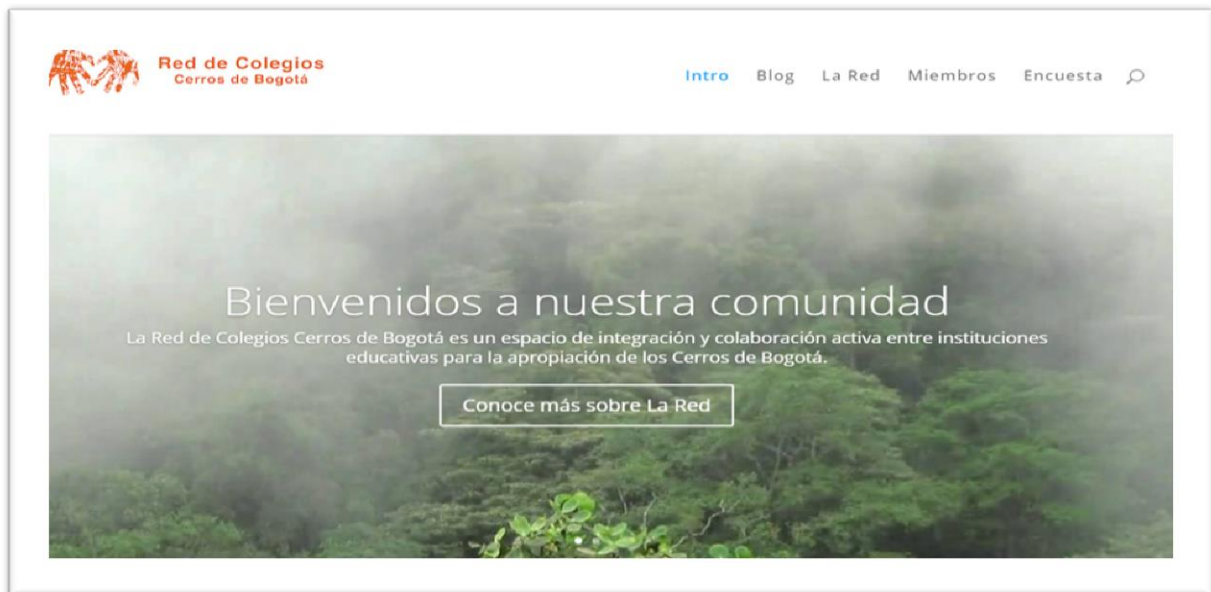 Red de Colegios
Cerros de Bogotá
Intro Blog La Red Miembros Encuesta
Bienvenidos a nuestra comunidad
La Red de Colegios Cerros de Bogotá es un espacio de integración y colaboración activa entre instituciones
educativas para la apropiación de los Cerros de Bogotá.
Conoce más sobre La Red